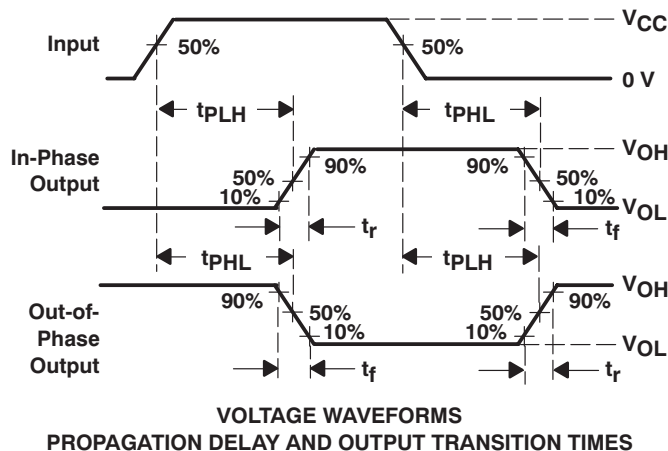 VCC
Input
50%
50%
0 V
tPLH
tPHL
In-Phase
Output
VOH
90%
90%
50%
50%
10%
10%
VOL
tr
tf
tPHL
tPLH
Out-of-
Phase
Output
VOH
90%
90%
50%
50%
10%
10%
VOL
tf
tr
VOLTAGE WAVEFORMS
PROPAGATION DELAY AND OUTPUT TRANSITION TIMES